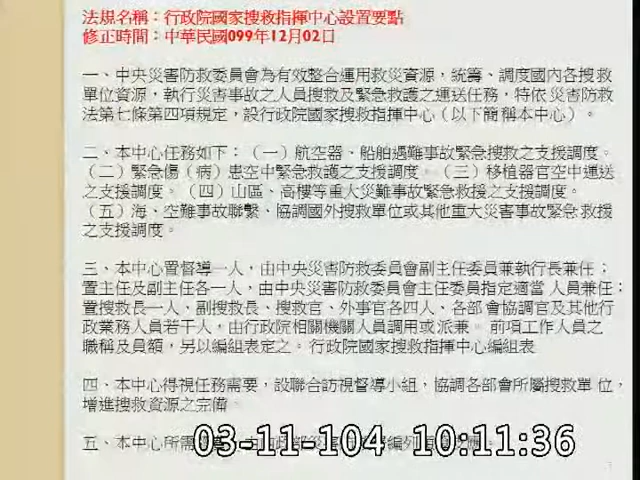 法規名稱：行政院國家搜救指揮中心設置要點
修正時間：中華民國099年12月02日
一、中央災害防救委員會為有效整合運用救災資源，統籌、調度國內各搜救
單位資源，執行災害事故之人員搜救及緊急救護之運送任務，特依災害防救
法第七條第四項規定，設行政院國家搜救指揮中心（以下簡稱本中心）。
二、本中心任務如下：（一）航空器、船舶遇難事故緊急搜救之支援調度。
（二）緊急傷（病）患空中緊急救護之支援調度。（三）移植器官空中運送
之支援調度。（四）山區、高樓等重大災難事故緊急救援之支援調度。
（五）海、空難事故聯繫、協調國外搜救單位或其他重大災害事故緊急救援
之支援調度。
三、本中心置督導一人，由中央災害防救委員會副主任委員兼執行長兼任；
置主任及副主任各一人，由中央災害防救委員會主任委員指定適當 人員兼任；
置搜救長一人、副搜救長、搜救官、外事官各四人、各部 會協調官及其他行
政業務人員若干人，由行政院相關機關人員調用或派兼。 前項工作人員之
職稱及員額，另以編組表定之。 行政院國家搜救指揮中心編組表
四、本中心得視任務需要，設聯合訪視督導小組，協調各部會所屬搜救單 位，
增進搜救資源之完備。
五、本中心所需
03-11-104 10:11:36